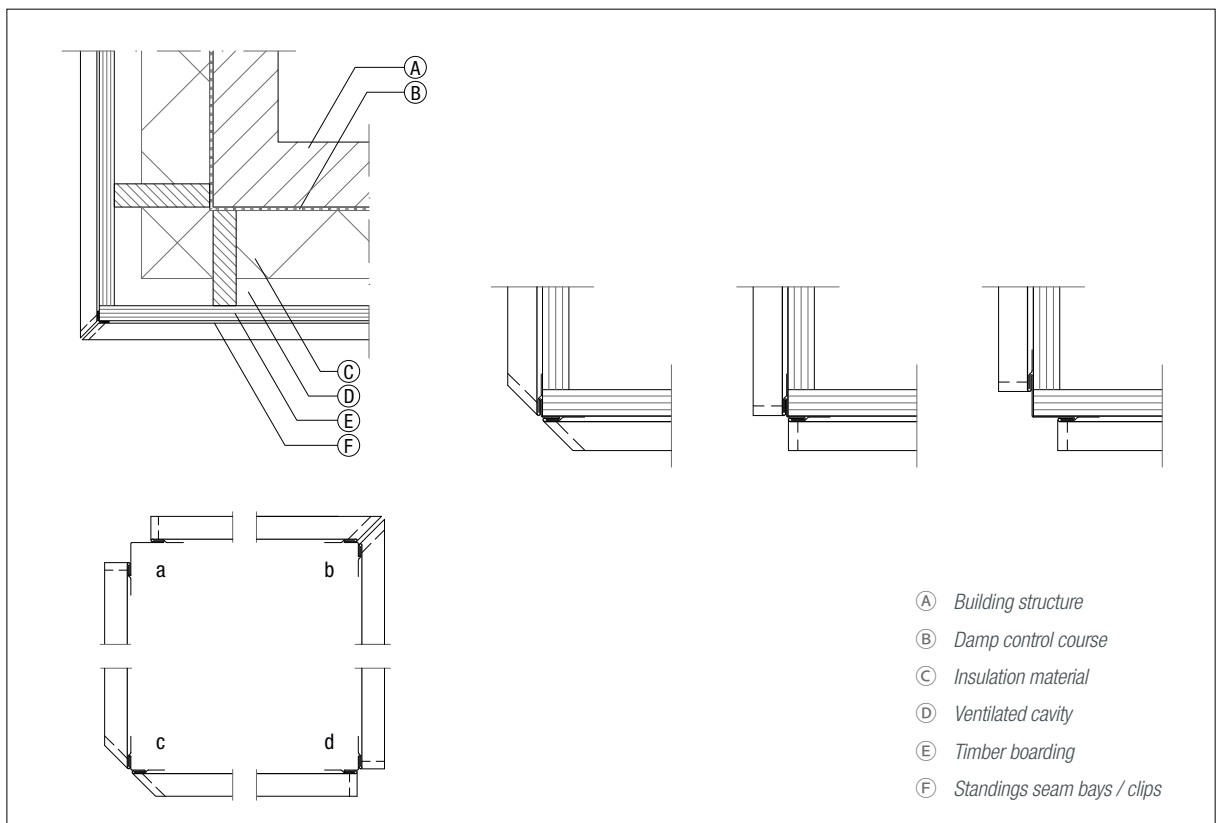 A
B
C
D
E
F
a
b
c
d
A Building structure
B Damp control course
C Insulation material
D Ventilated cavity
E Timber boarding
F Standings seam bays / clips